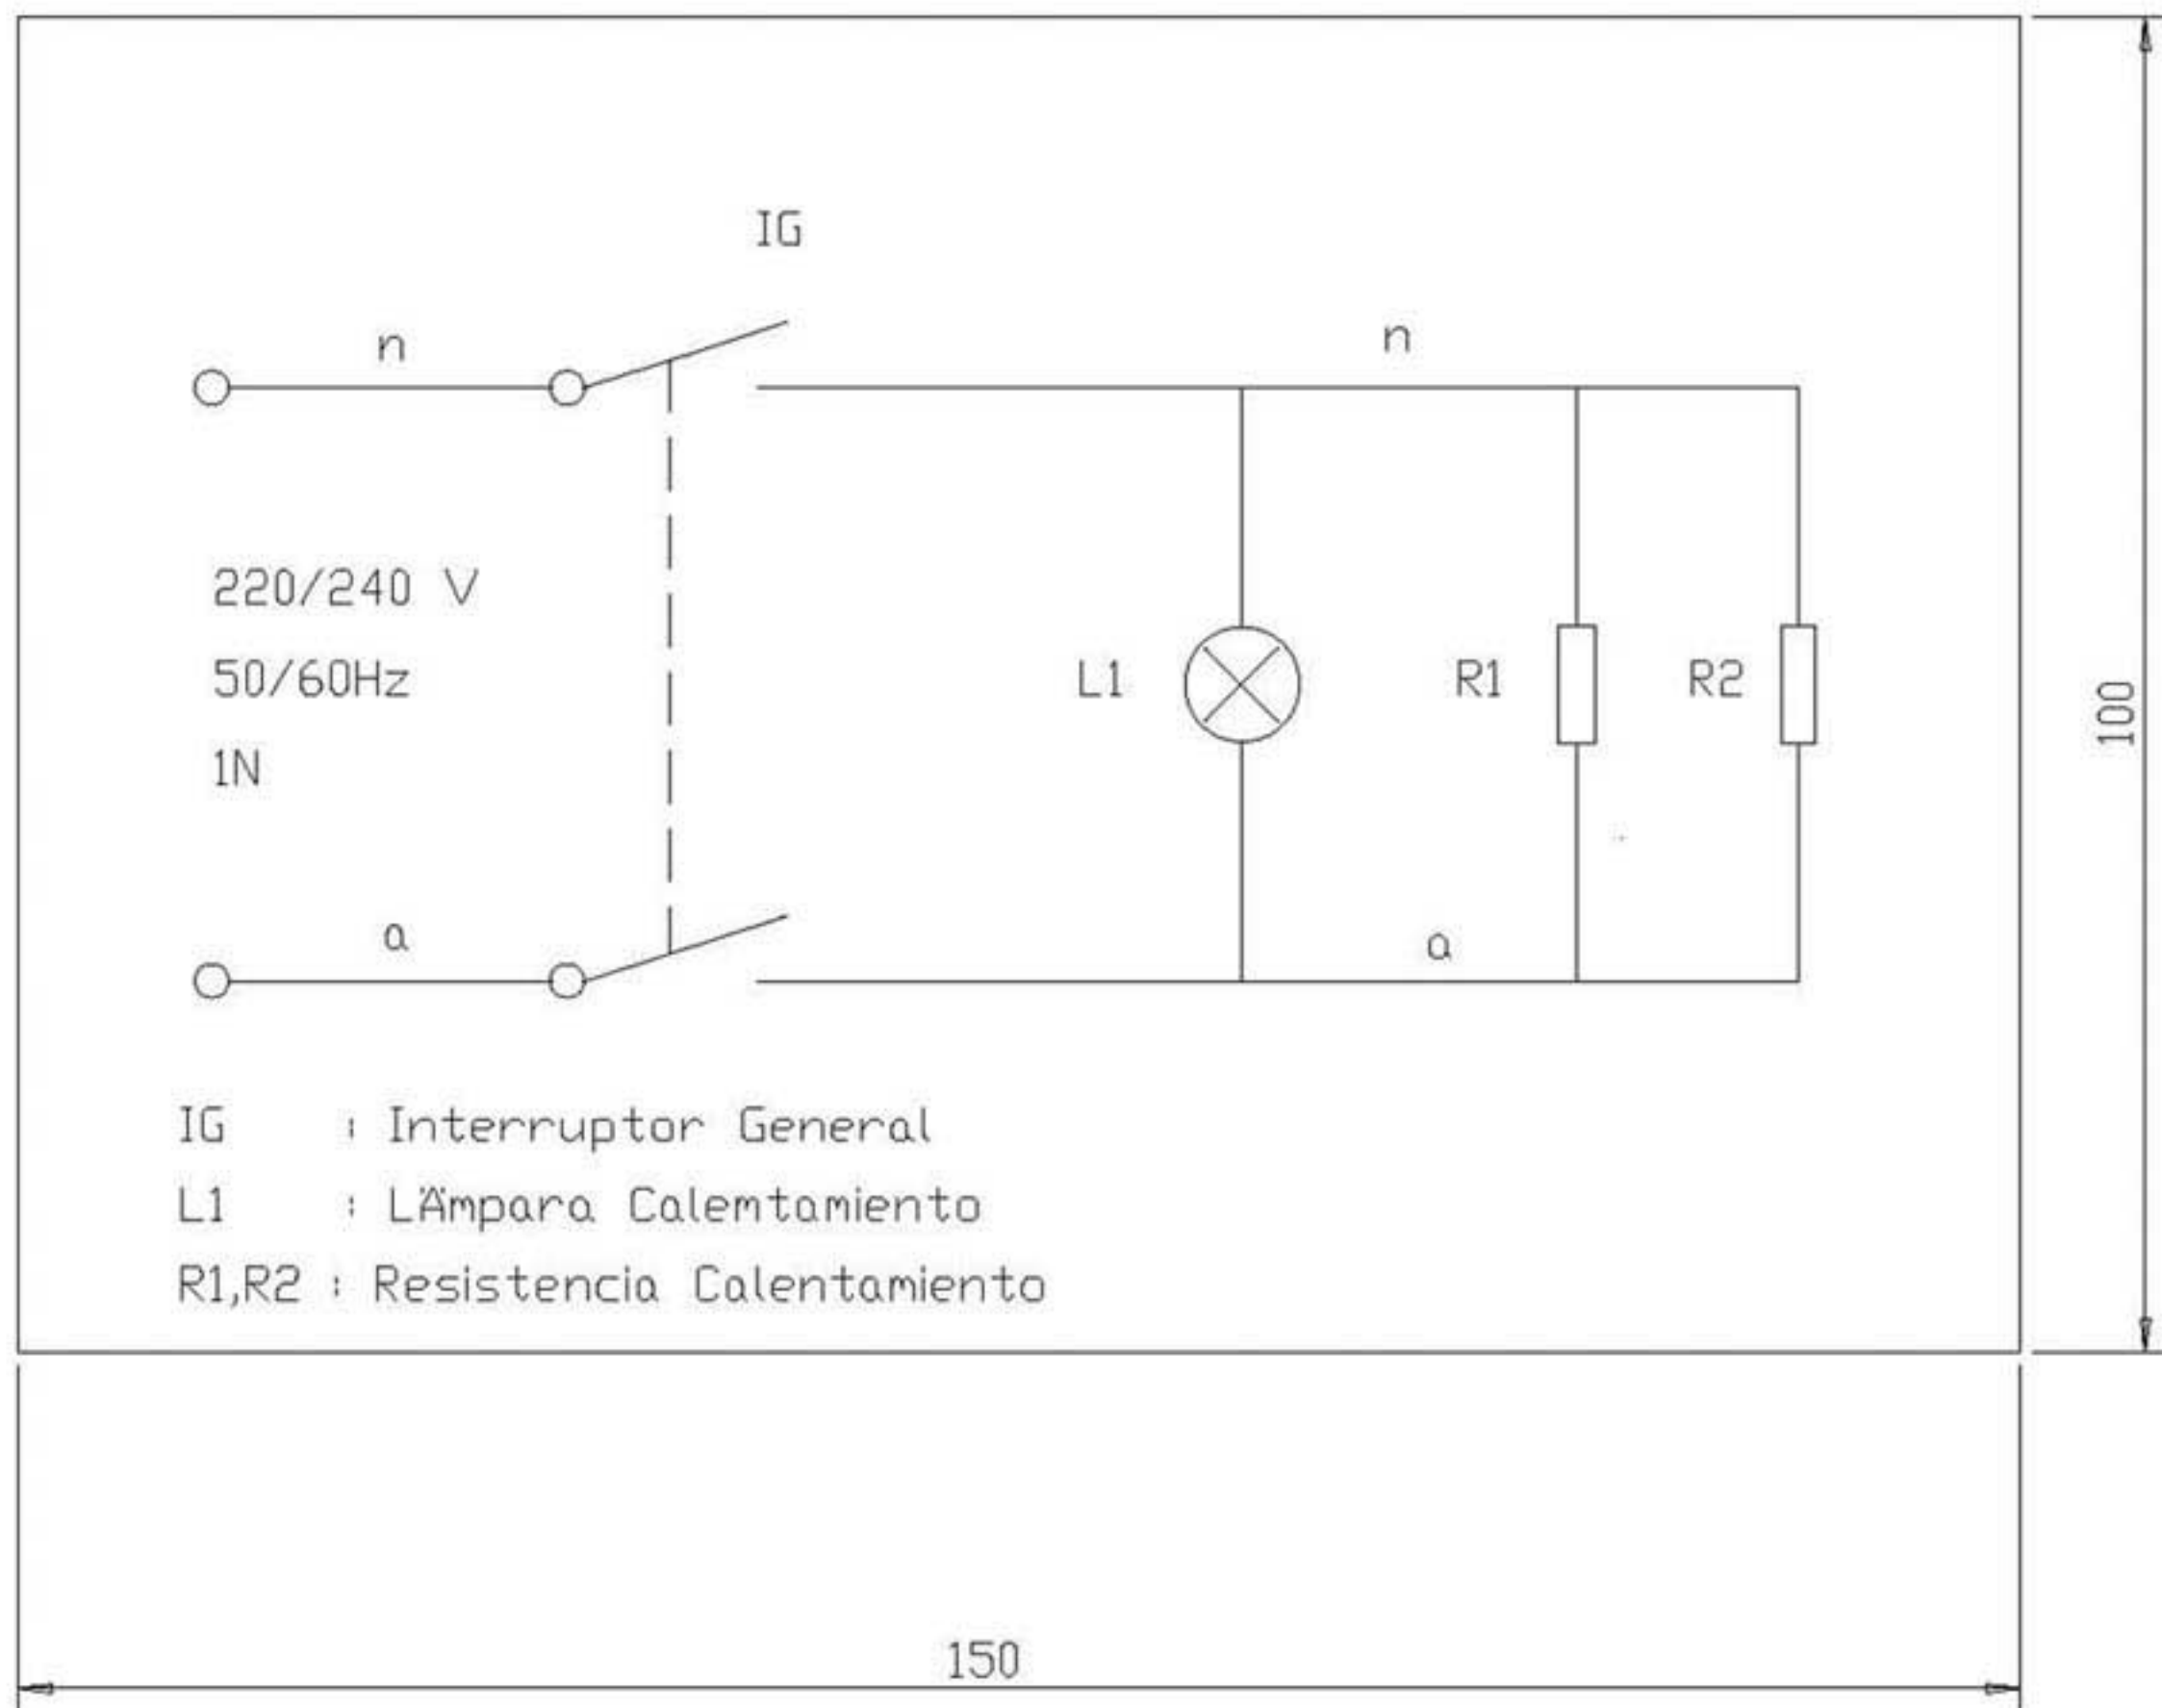 IG
n
n
220/240 V
50/60Hz
1N
L1
R1
R2
100
a
a
IG : Interruptor General
L1 : LÄmpara Calemtamiento
R1,R2 : Resistencia Calentamiento
150